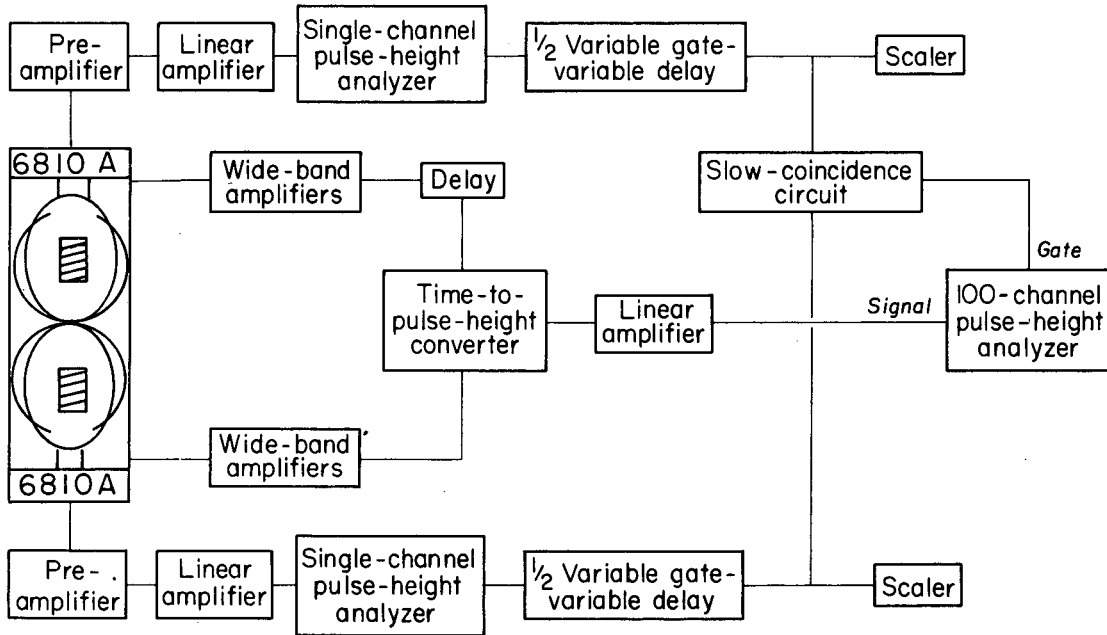 Pre-
amplifier
Linear
amplifier
Single-channel
pulse-height
analyzer
1/2 Variable gate-
variable delay
Scaler
6810 A
Wide-band
amplifiers
Delay
Slow-coincidence
circuit
Gate
Time-to-
pulse-height
converter
Linear
amplifier
Signal
100-channel
pulse-height
analyzer
Wide-band
amplifiers
6810 A
Pre-
amplifier
Linear
amplifier
Single-channel
pulse-height
analyzer
1/2 Variable gate-
variable delay
Scaler